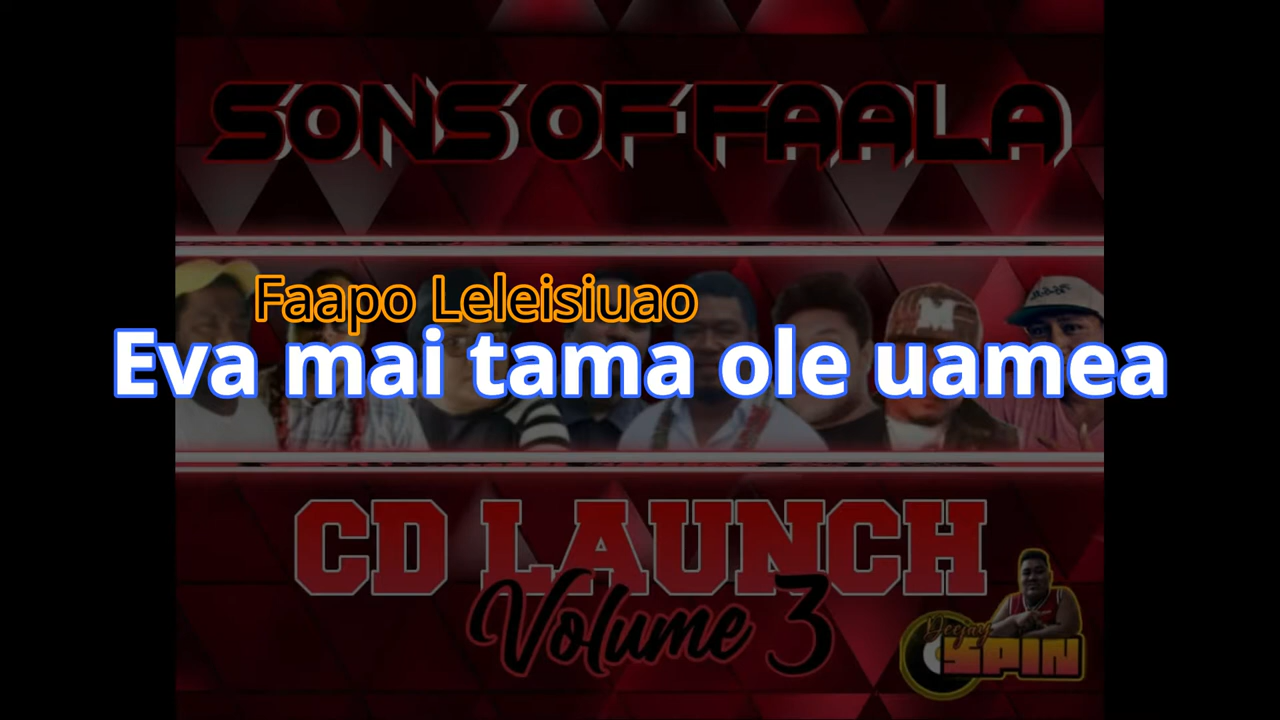 SONS OF FAALA
Faapo Leleisiuao
Eva mai tama ole uamea
M
CD LAUNCH
Volume 3
Deejay
SPIN